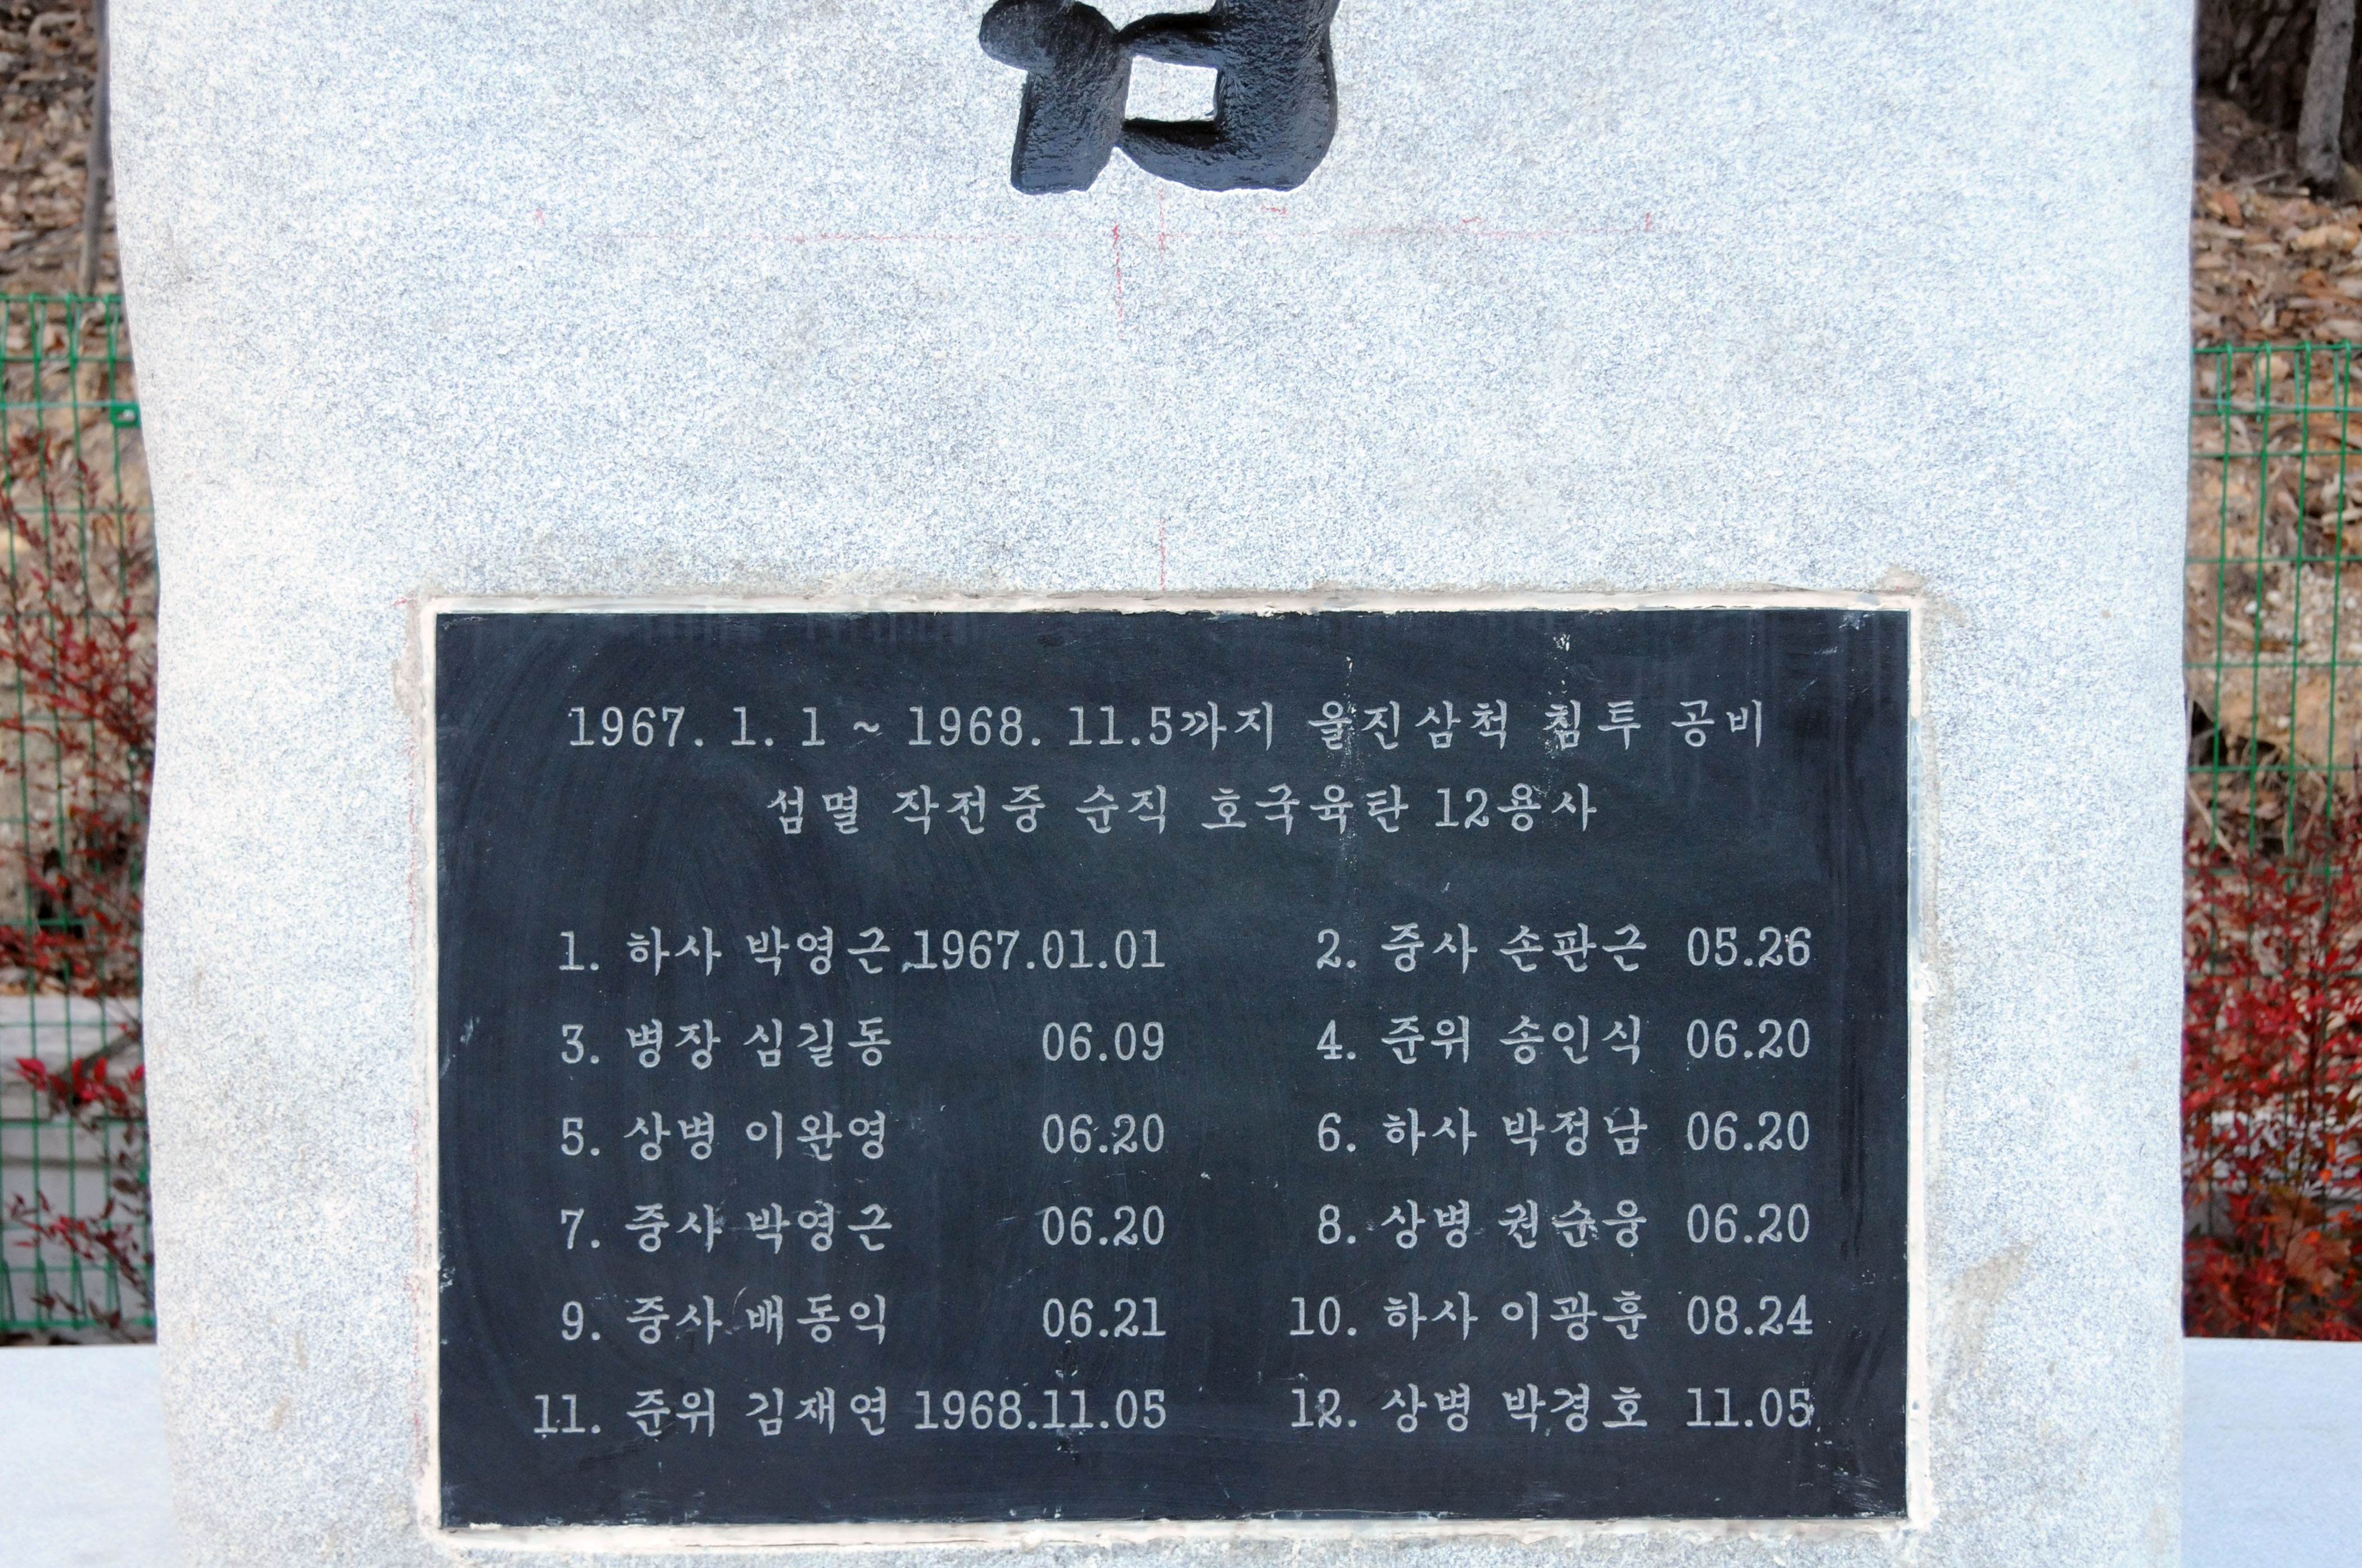 1967. 1. 1 ~ 1968. 11.5까지 울진삼척 침투 공비
섬멸 작전중 순직 호국육탄 12용사
1. 하사 박영근 1967.01.01 2. 중사 손판근 05.26
3. 병장 심길동 06.09 4. 준위 송인식 06.20
5. 상병 이완영 06.20 6. 하사 박정남 06.20
7. 중사 박영근 06.20 8. 상병 권순웅 06.20
9. 중사 배동익 06.21 10. 하사 이광훈 08.24
11. 준위 김재연 1968.11.05 12. 상병 박경호 11.05